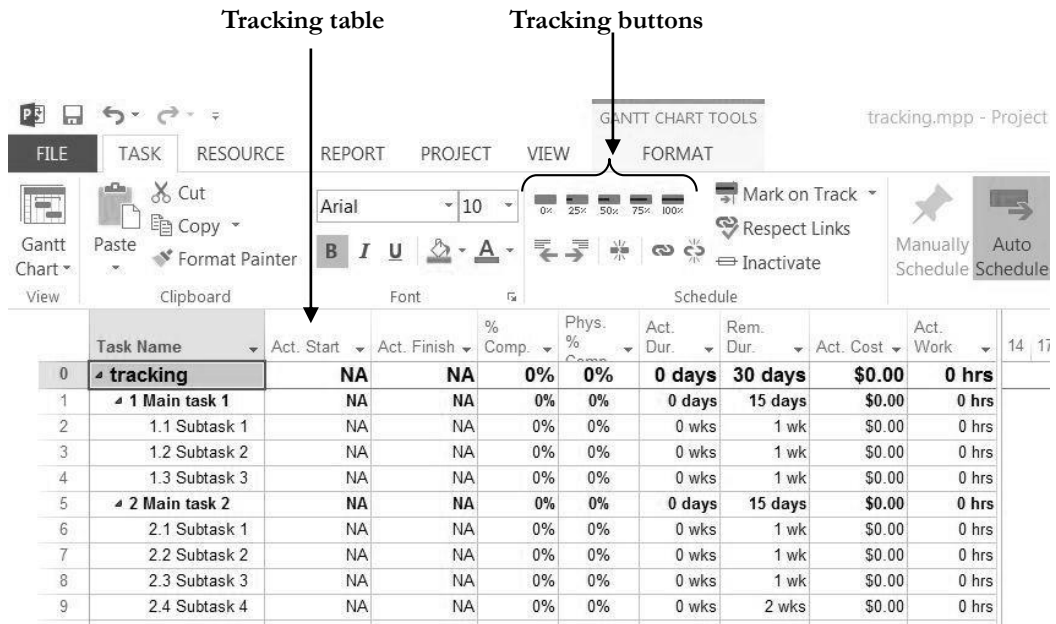 Tracking table Tracking buttons
GANTT CHART TOOLS tracking.mpp - Project
FILE TASK RESOURCE REPORT PROJECT VIEW FORMAT
Cut
Copy
Format Painter
Gantt Chart
Paste
Arial 10
B I U A
0% 25% 50% 75% 100%
Mark on Track
Respect Links
Inactivate
Manually Schedule
Auto Schedule
View Clipboard Font Schedule
Task Name Act. Start Act. Finish % Comp. Phys. % Comp. Act. Dur. Rem. Dur. Act. Cost Act. Work 14 17
0 tracking NA NA 0% 0% 0 days 30 days $0.00 0 hrs
1 1 Main task 1 NA NA 0% 0% 0 days 15 days $0.00 0 hrs
2 1.1 Subtask 1 NA NA 0% 0% 0 wks 1 wk $0.00 0 hrs
3 1.2 Subtask 2 NA NA 0% 0% 0 wks 1 wk $0.00 0 hrs
4 1.3 Subtask 3 NA NA 0% 0% 0 wks 1 wk $0.00 0 hrs
5 2 Main task 2 NA NA 0% 0% 0 days 15 days $0.00 0 hrs
6 2.1 Subtask 1 NA NA 0% 0% 0 wks 1 wk $0.00 0 hrs
7 2.2 Subtask 2 NA NA 0% 0% 0 wks 1 wk $0.00 0 hrs
8 2.3 Subtask 3 NA NA 0% 0% 0 wks 1 wk $0.00 0 hrs
9 2.4 Subtask 4 NA NA 0% 0% 0 wks 2 wks $0.00 0 hrs